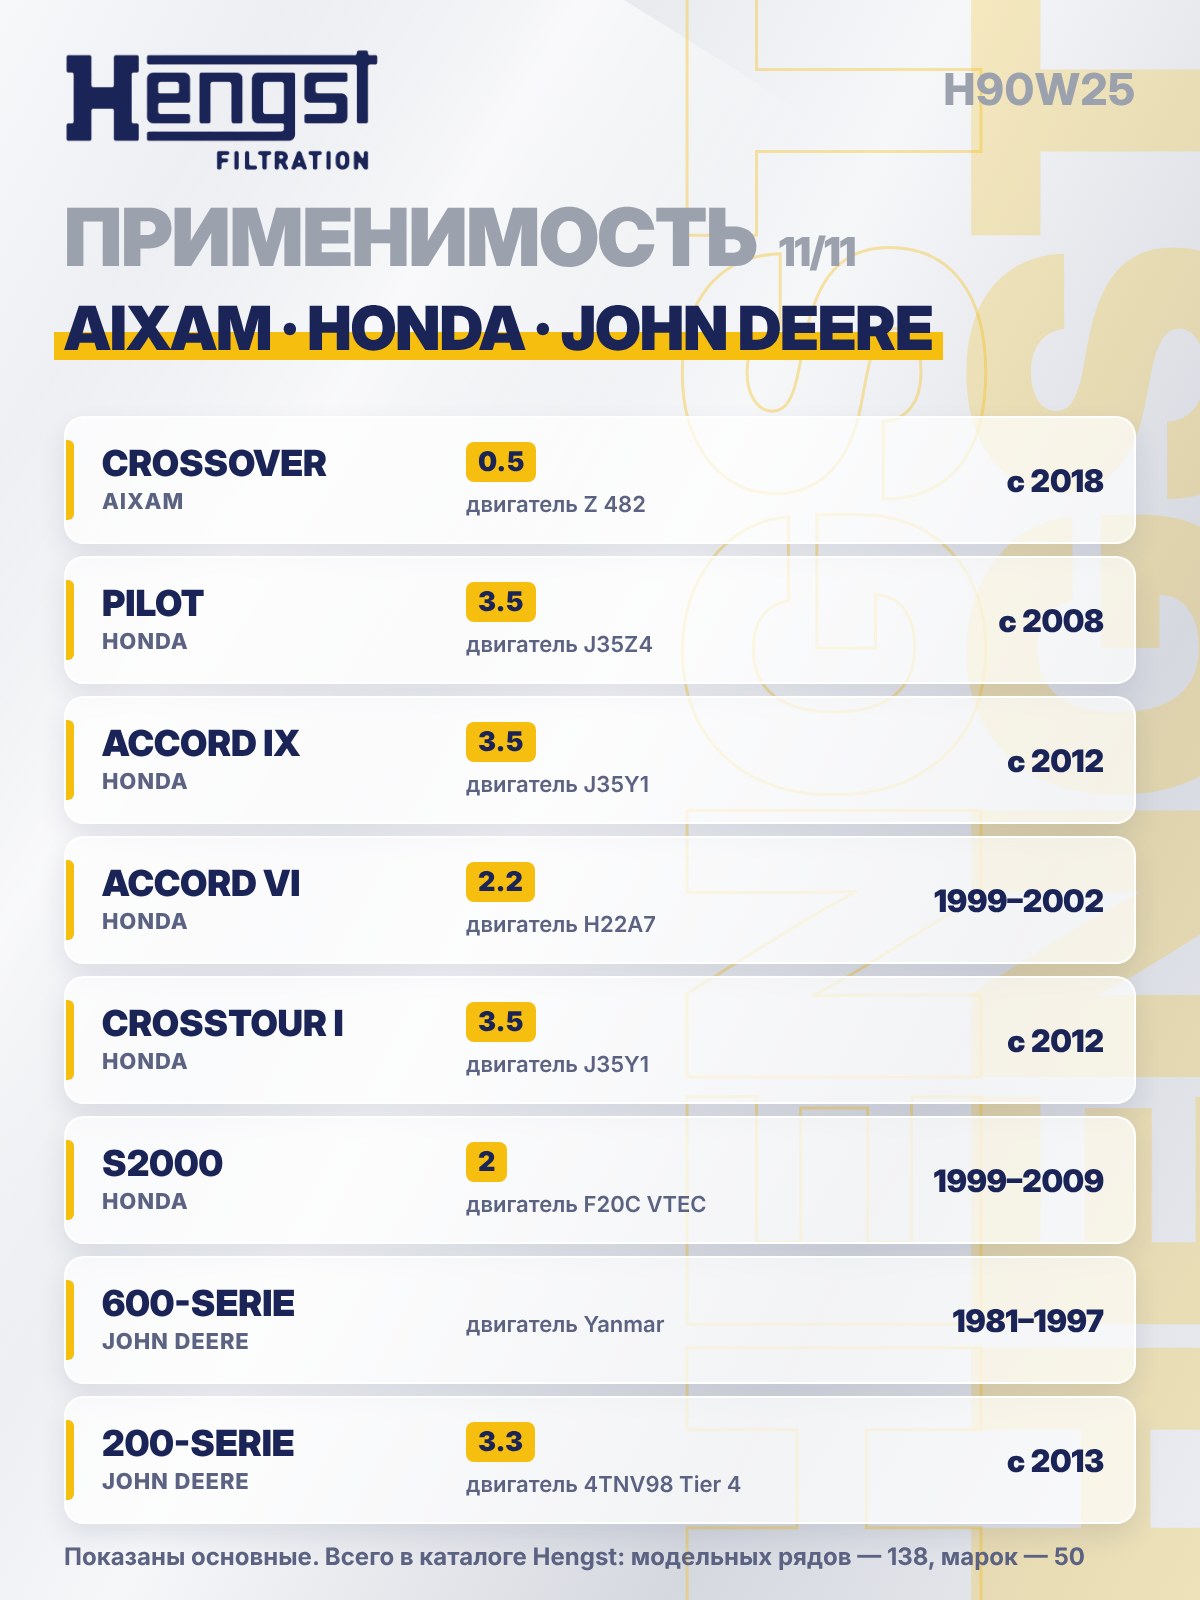 Hengst
FILTRATION
H90W25
ПРИМЕНИМОСТЬ 11/11
AIXAM · HONDA · JOHN DEERE
CROSSOVER
AIXAM
0.5
двигатель Z 482
с 2018
PILOT
HONDA
3.5
двигатель J35Z4
с 2008
ACCORD IX
HONDA
3.5
двигатель J35Y1
с 2012
ACCORD VI
HONDA
2.2
двигатель H22A7
1999–2002
CROSSTOUR I
HONDA
3.5
двигатель J35Y1
с 2012
S2000
HONDA
2
двигатель F20C VTEC
1999–2009
600-SERIE
JOHN DEERE
двигатель Yanmar
1981–1997
200-SERIE
JOHN DEERE
3.3
двигатель 4TNV98 Tier 4
с 2013
Показаны основные. Всего в каталоге Hengst: модельных рядов — 138, марок — 50
HENGST
HENGST